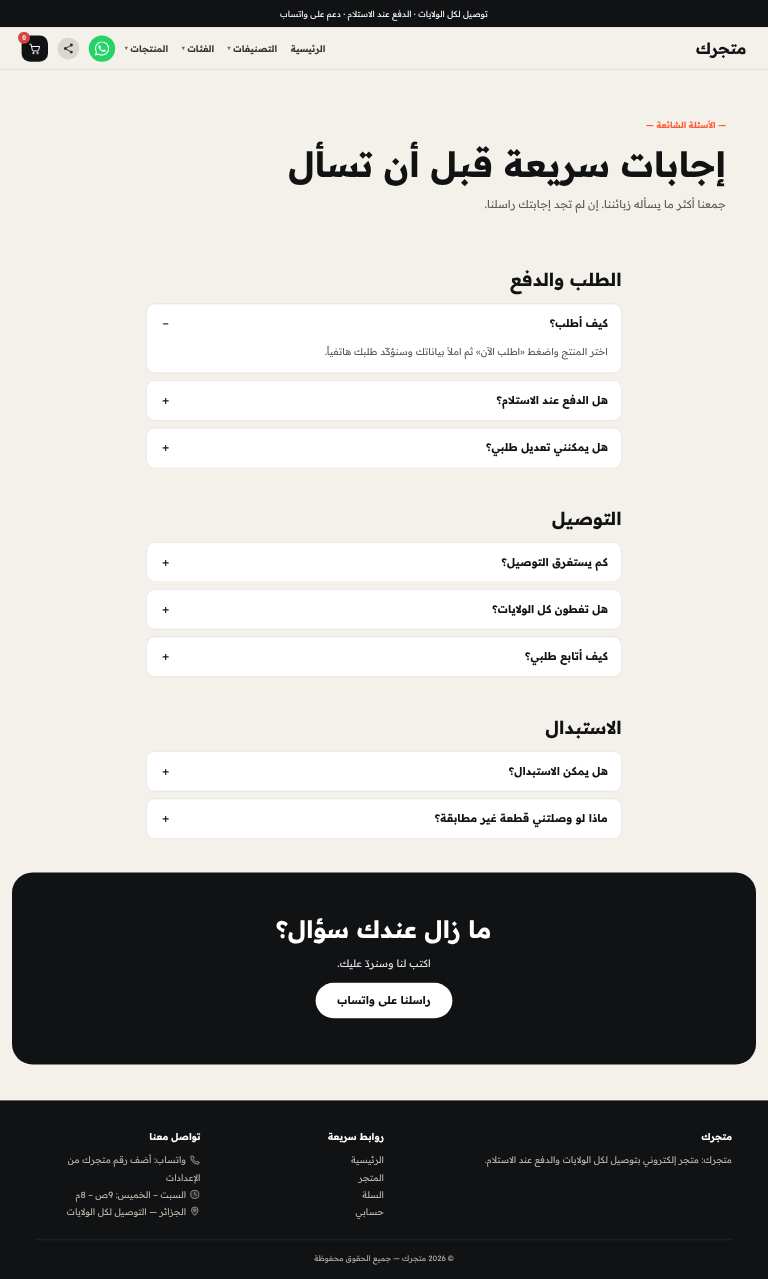 توصيل لكل الولايات · الدفع عند الاستلام · دعم على واتساب
متجرك
الرئيسية
التصنيفات
الفئات
المنتجات
0
— الأسئلة الشائعة —
إجابات سريعة قبل أن تسأل
جمعنا أكثر ما يسأله زبائننا. إن لم تجد إجابتك راسلنا.
الطلب والدفع
كيف أطلب؟ −
اختر المنتج واضغط «اطلب الآن» ثم املأ بياناتك وسنؤكّد طلبك هاتفياً.
هل الدفع عند الاستلام؟ +
هل يمكنني تعديل طلبي؟ +
التوصيل
كم يستغرق التوصيل؟ +
هل تغطون كل الولايات؟ +
كيف أتابع طلبي؟ +
الاستبدال
هل يمكن الاستبدال؟ +
ماذا لو وصلتني قطعة غير مطابقة؟ +
ما زال عندك سؤال؟
اكتب لنا وسنردّ عليك.
راسلنا على واتساب
متجرك
متجرك: متجر إلكتروني بتوصيل لكل الولايات والدفع عند الاستلام.
روابط سريعة
الرئيسية
المتجر
السلة
حسابي
تواصل معنا
واتساب: أضف رقم متجرك من
الإعدادات
السبت – الخميس: 9ص – 8م
الجزائر — التوصيل لكل الولايات
© 2026 متجرك — جميع الحقوق محفوظة